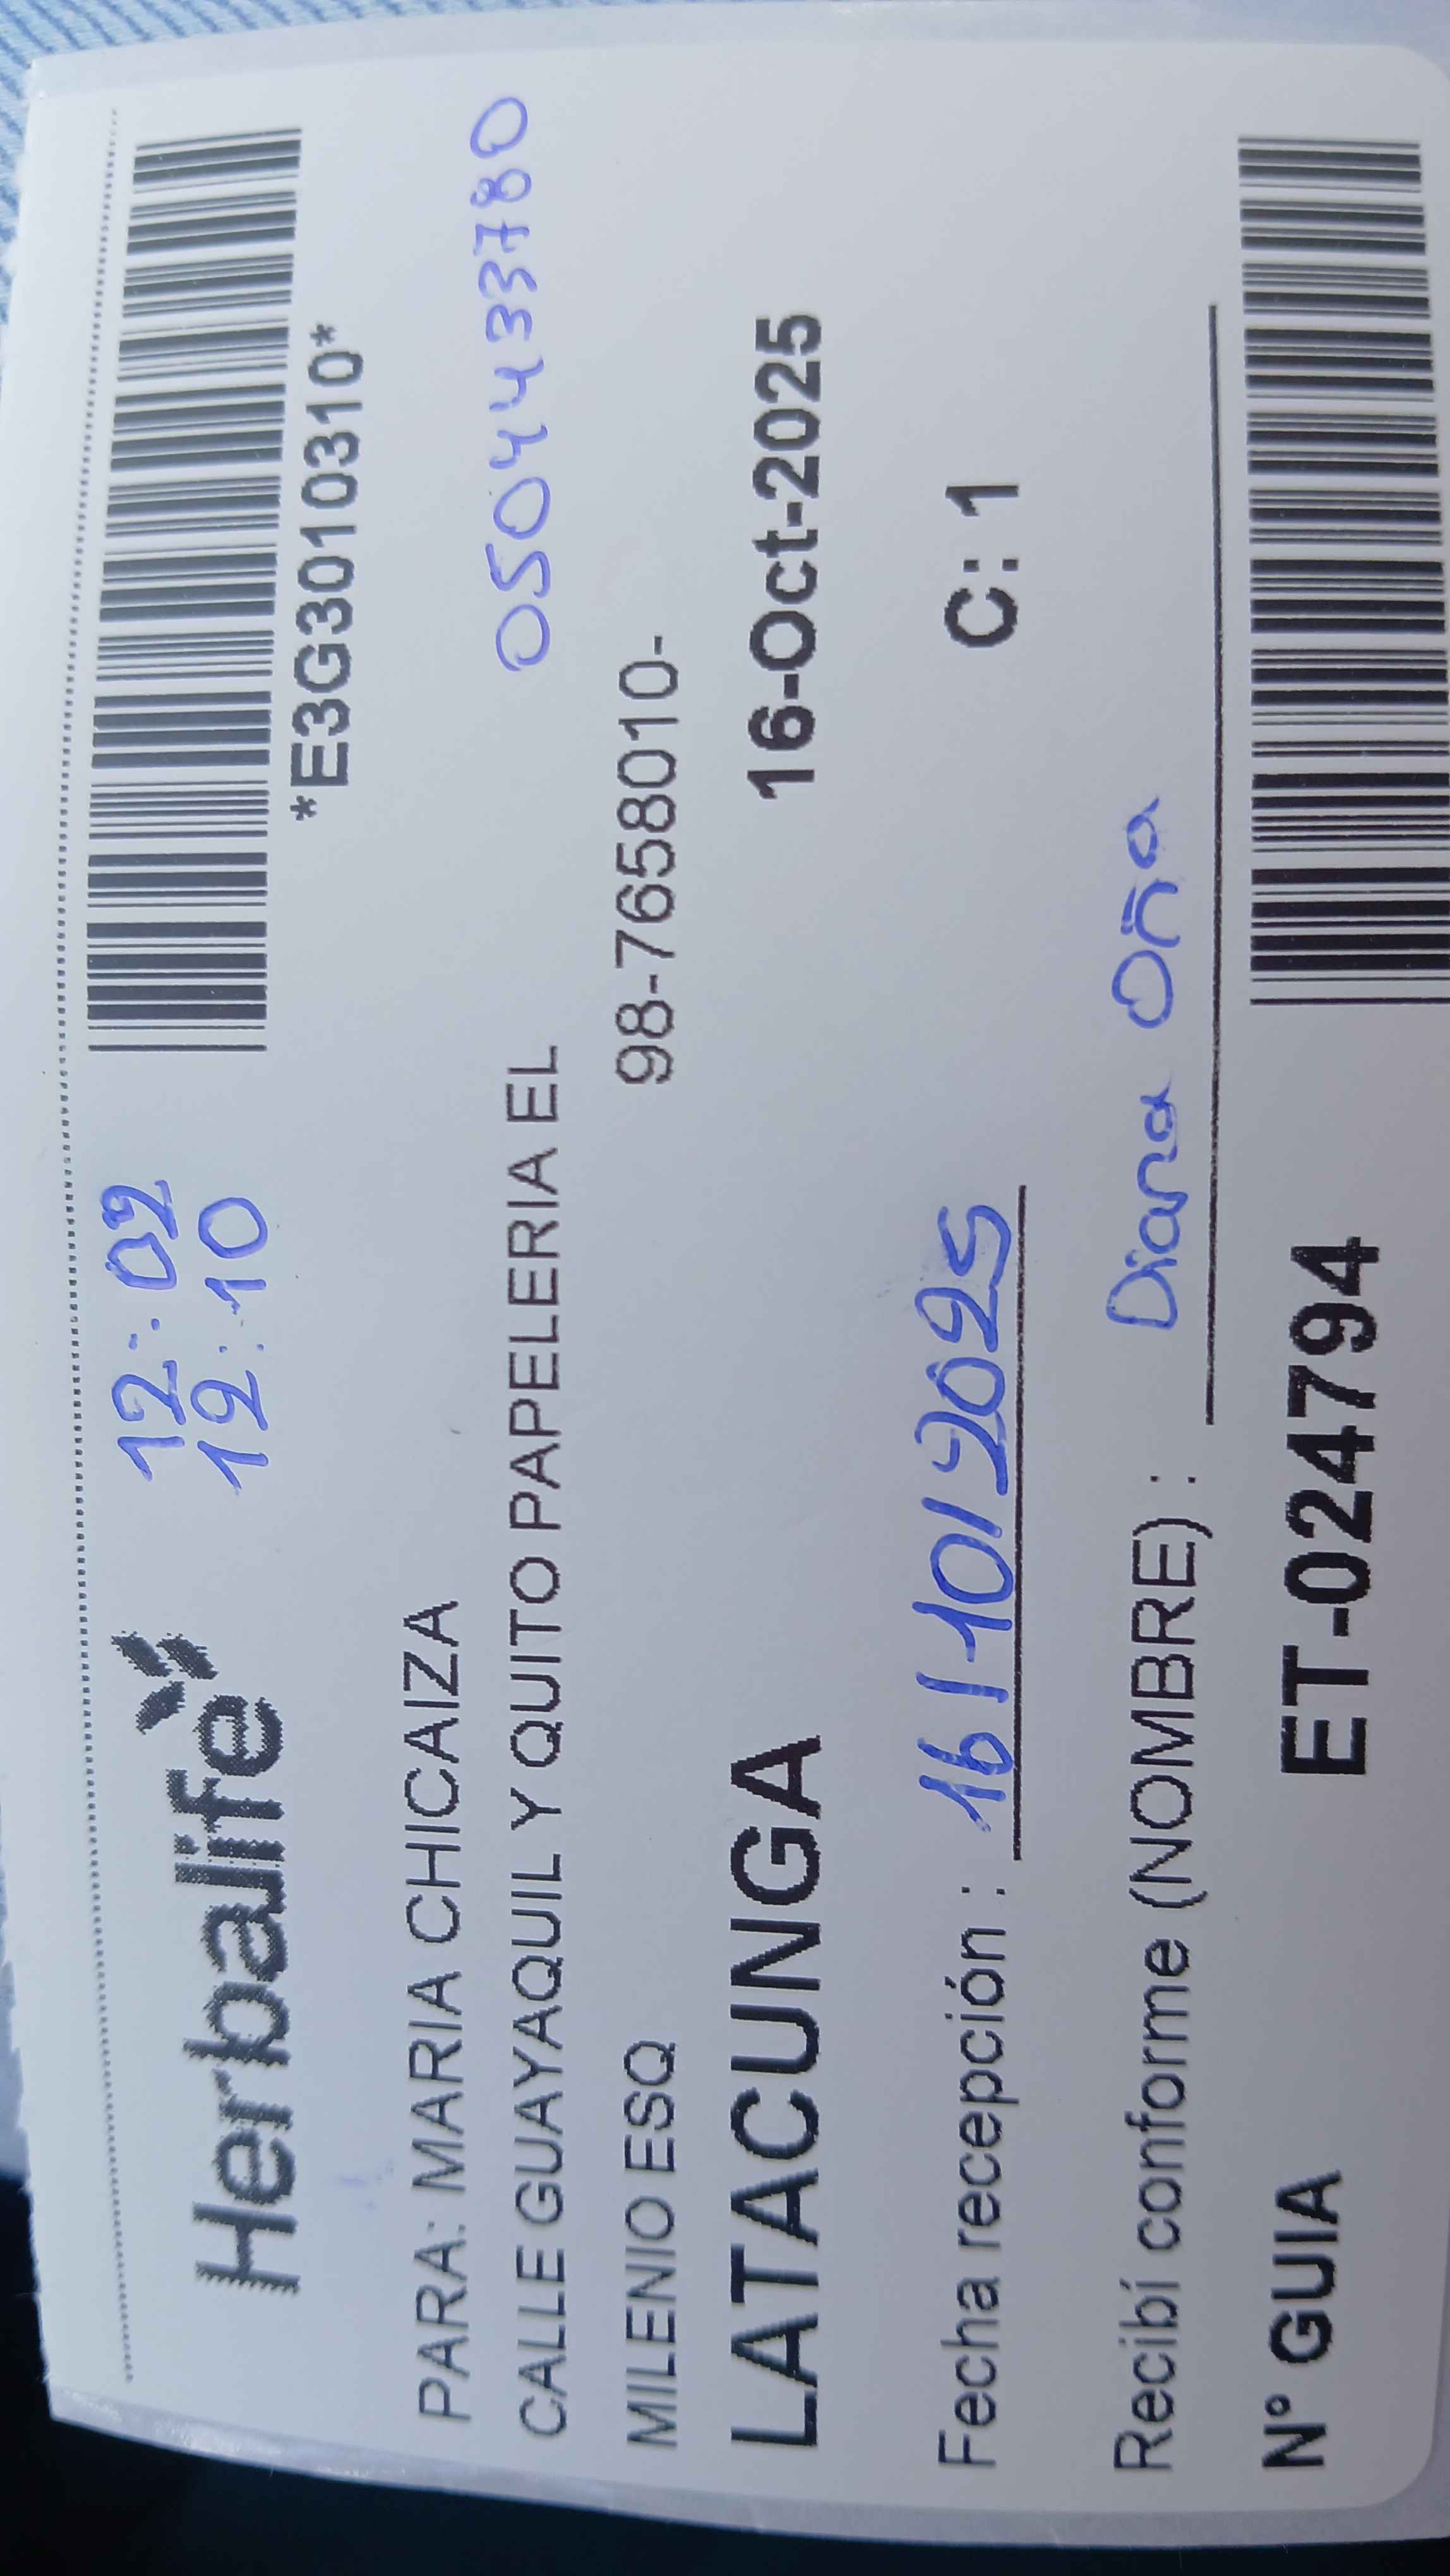 Herbalife
12:02
12:10
*E3G3010310*
PARA: MARIA CHICAIZA
0504433780
CALLE GUAYAQUIL Y QUITO PAPELERIA EL
MILENIO ESQ
98-7658010-
LATACUNGA
16-Oct-2025
Fecha recepción : 16/10/2025
C: 1
Recibí conforme (NOMBRE) : Diana Oña
N° GUIA
ET-024794